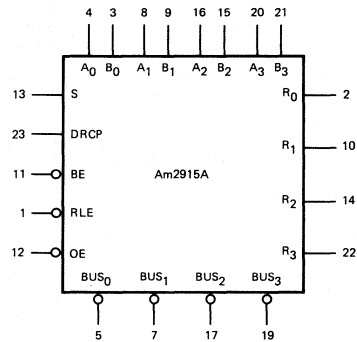 4 3 8 9 16 15 20 21
A0 B0 A1 B1 A2 B2 A3 B3
13 S R0 2
23 DRCP
R1 10
11 BE Am2915A
R2 14
1 RLE
12 OE R3 22
BUS0 BUS1 BUS2 BUS3
5 7 17 19